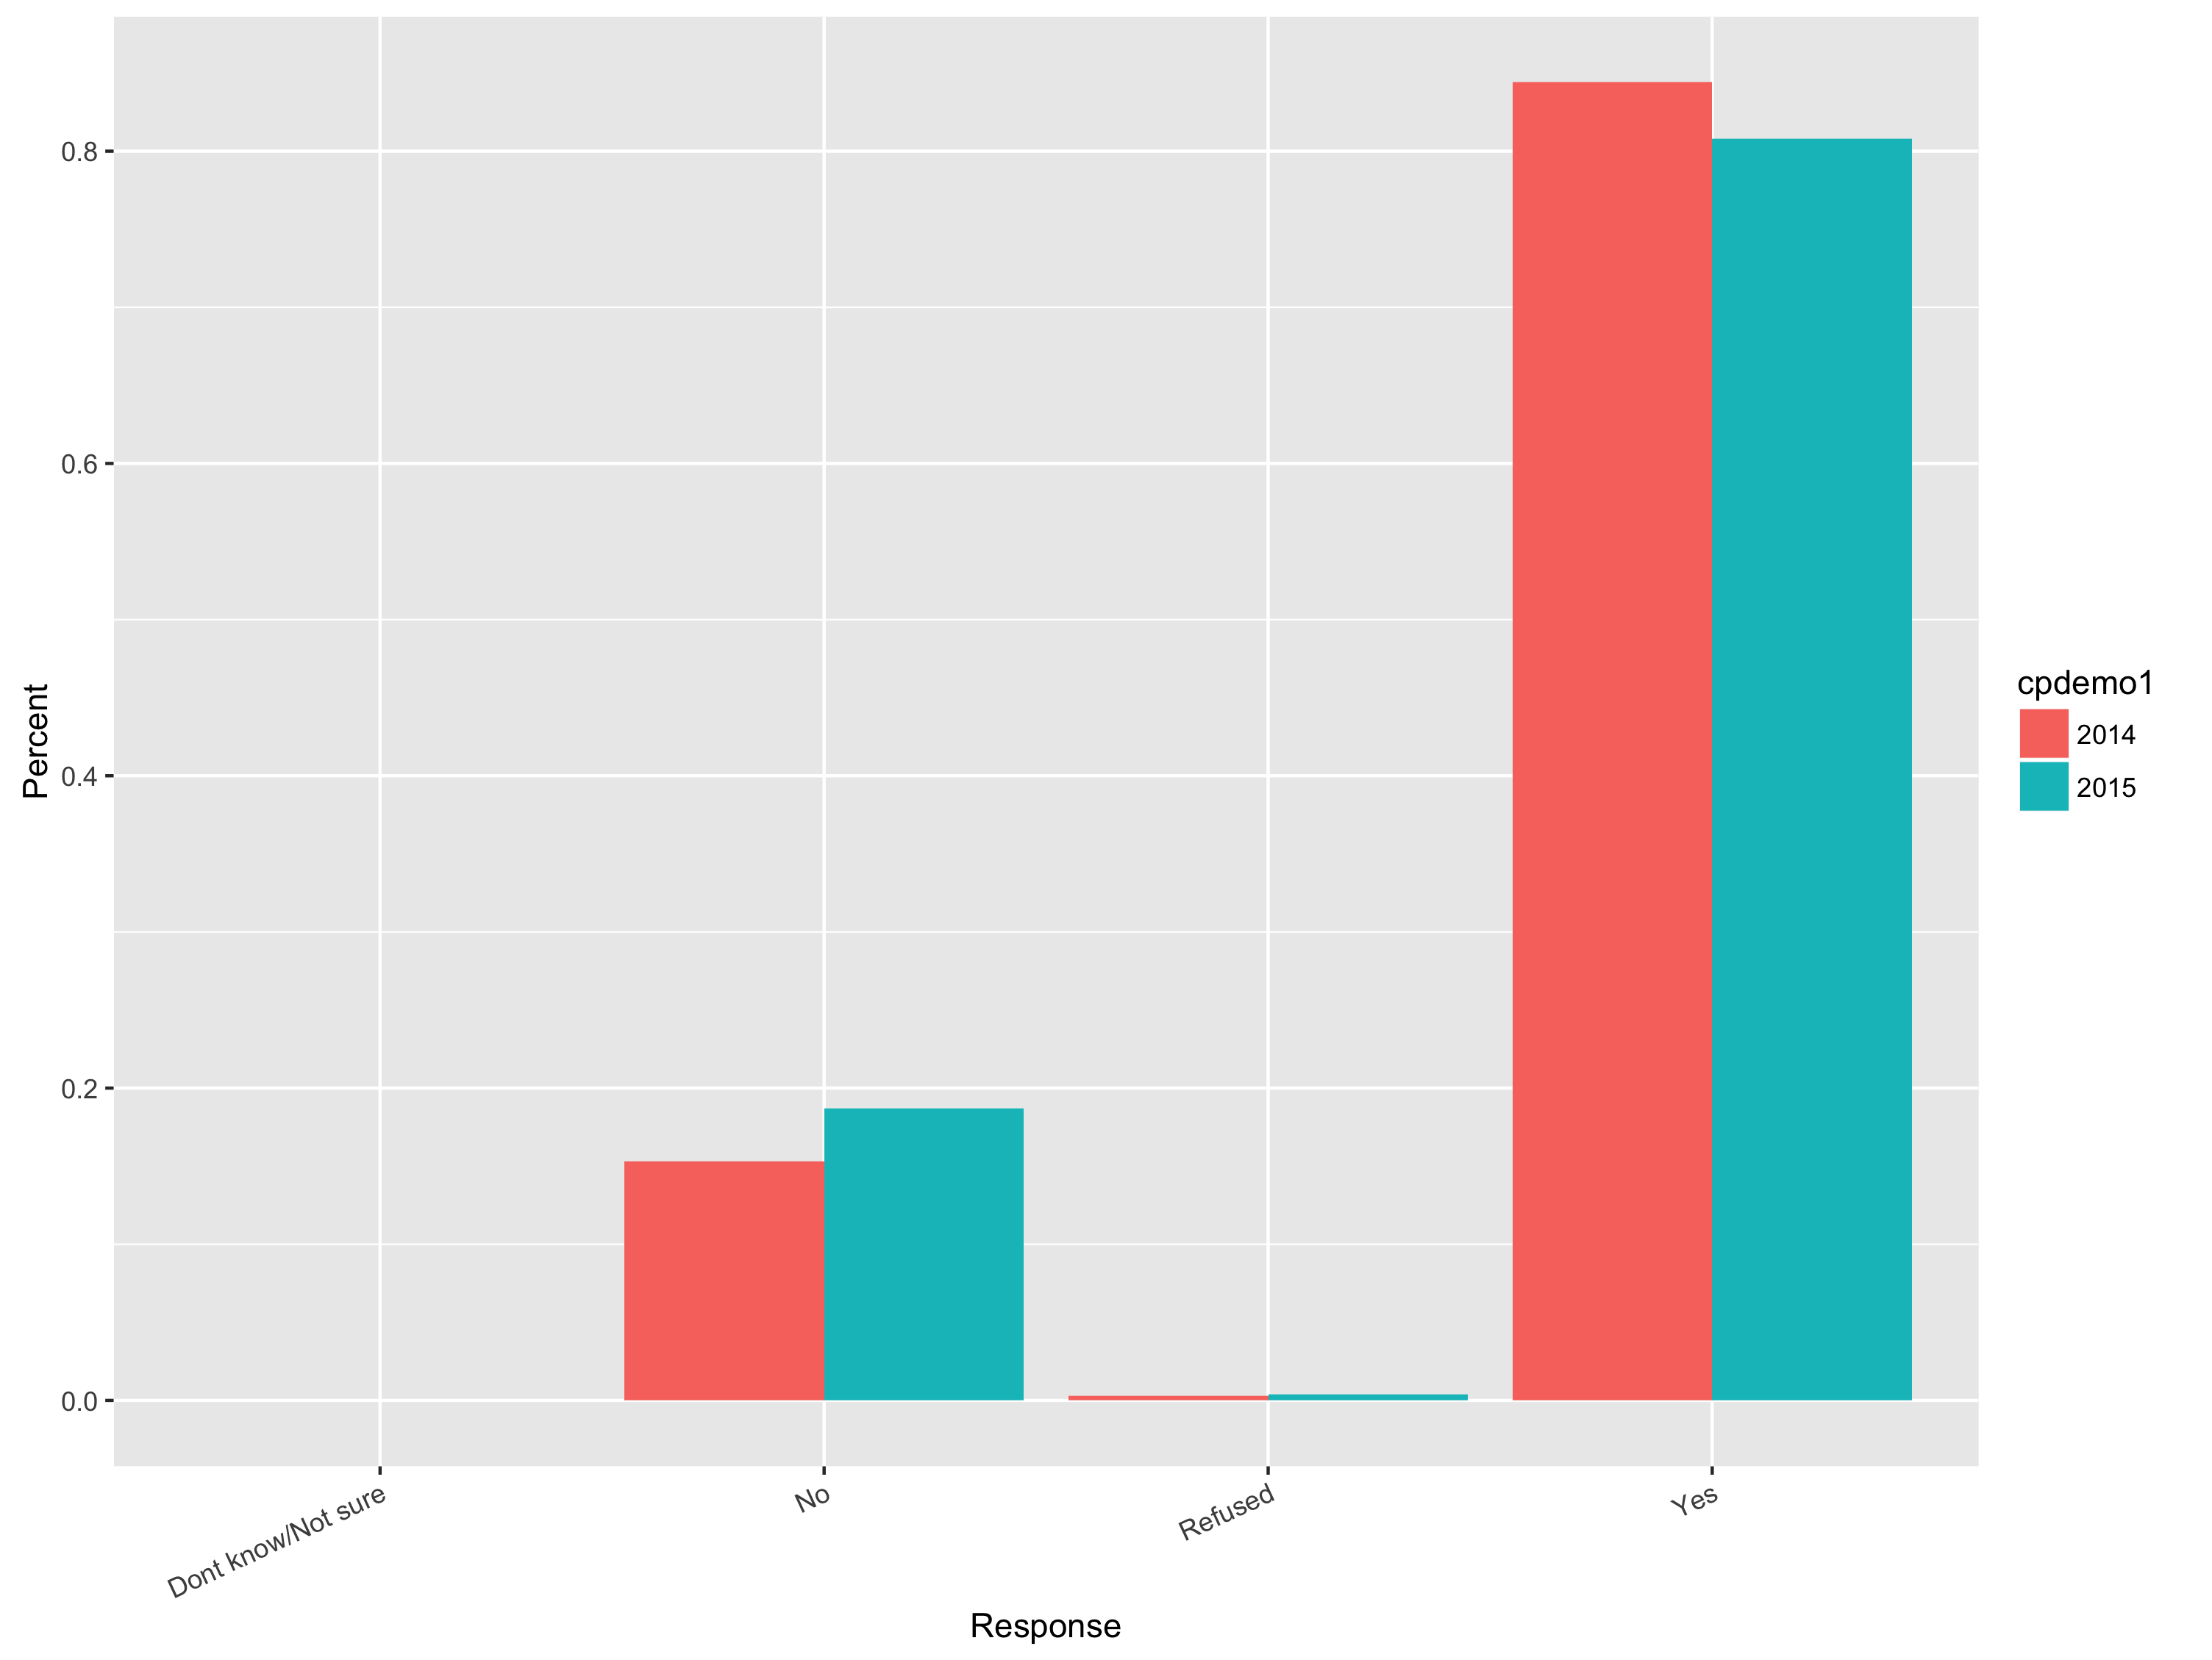 Percent
0.8
0.6
0.4
0.2
0.0
Dont know/Not sure
No
Refused
Yes
Response
cpdemo1
2014
2015